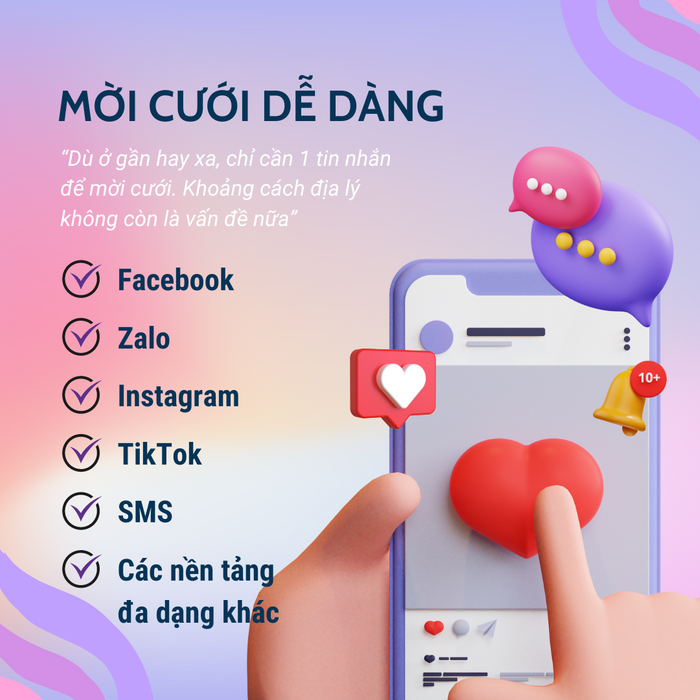 MỜI CƯỚI DỄ DÀNG
“Dù ở gần hay xa, chỉ cần 1 tin nhắn
để mời cưới. Khoảng cách địa lý
không còn là vấn đề nữa”
Facebook
Zalo
Instagram
TikTok
SMS
Các nền tảng
đa dạng khác
10+